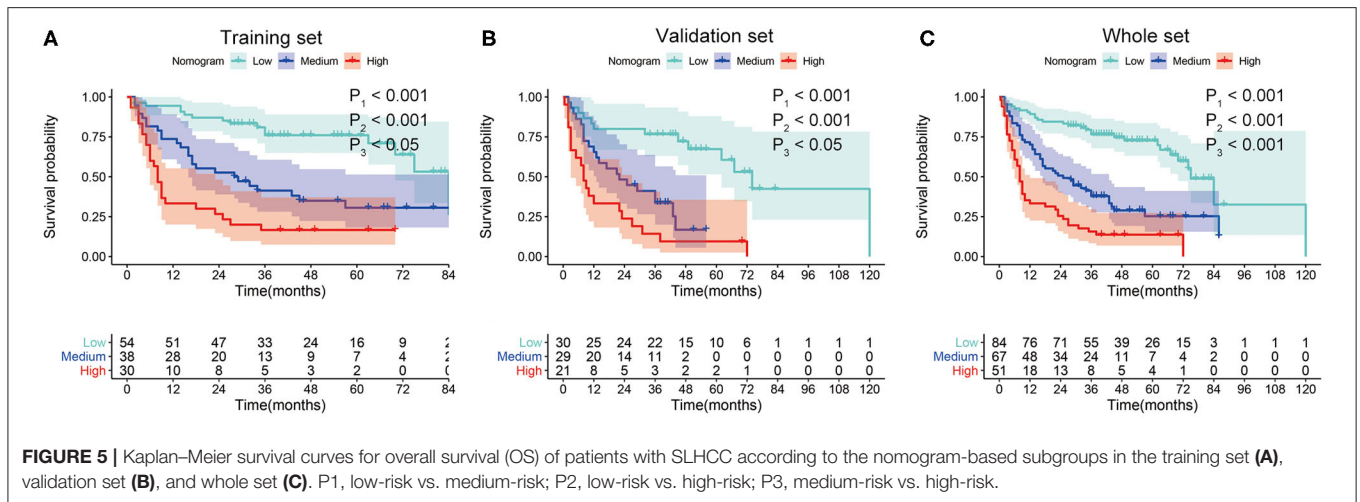 A
Training set
Nomogram Low Medium High
P1 < 0.001
P2 < 0.001
P3 < 0.05
Survival probability
1.00
0.75
0.50
0.25
0.00
0 12 24 36 48 60 72 84
Time(months)
Low 54 51 47 33 24 16 9 2
Medium 38 28 20 13 9 7 4 2
High 30 10 8 5 3 2 0
0 12 24 36 48 60 72 84
Time(months)
B
Validation set
Nomogram Low Medium High
P1 < 0.001
P2 < 0.001
P3 < 0.05
Survival probability
1.00
0.75
0.50
0.25
0.00
0 12 24 36 48 60 72 84 96 108 120
Time(months)
Low 30 25 24 22 15 10 6 1 1 1 1
Medium 29 20 14 11 2 0 0 0 0 0 0
High 21 8 5 3 2 2 1 0 0 0 0
0 12 24 36 48 60 72 84 96 108 120
Time(months)
C
Whole set
Nomogram Low Medium High
P1 < 0.001
P2 < 0.001
P3 < 0.001
Survival probability
1.00
0.75
0.50
0.25
0.00
0 12 24 36 48 60 72 84 96 108 120
Time(months)
Low 84 76 71 55 39 26 15 3 1 1 1
Medium 67 48 34 24 11 7 4 2 0 0 0
High 51 18 13 8 5 4 1 0 0 0 0
0 12 24 36 48 60 72 84 96 108 120
Time(months)
FIGURE 5 | Kaplan–Meier survival curves for overall survival (OS) of patients with SLHCC according to the nomogram-based subgroups in the training set (A),
validation set (B), and whole set (C). P1, low-risk vs. medium-risk; P2, low-risk vs. high-risk; P3, medium-risk vs. high-risk.